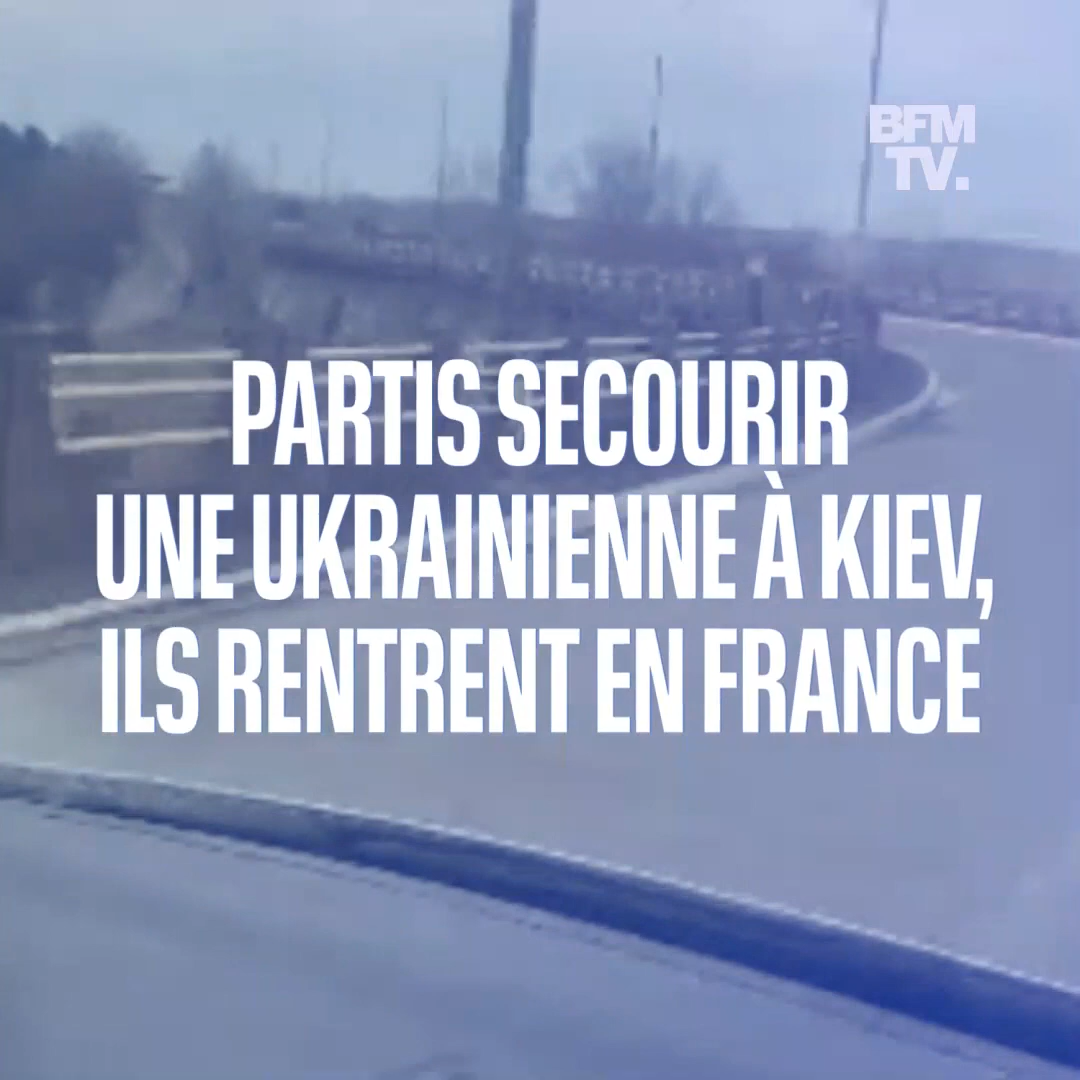 BFM
TV.
PARTIS SECOURIR
UNE UKRAINIENNE À KIEV,
ILS RENTRENT EN FRANCE